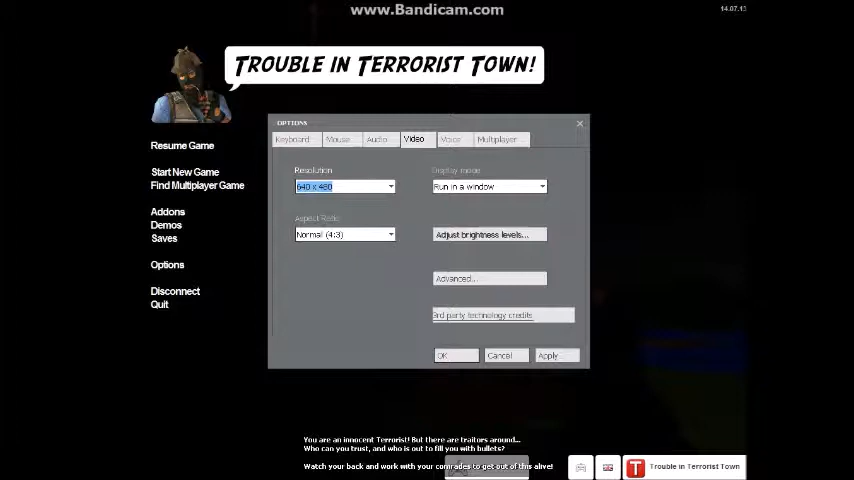 www.Bandicam.com
14.07.13
TROUBLE IN TERRORIST TOWN!
OPTIONS
Keyboard
Mouse
Audio
Video
Voice
Multiplayer
Resume Game
Start New Game
Find Multiplayer Game
Addons
Demos
Saves
Options
Disconnect
Quit
Resolution
640 x 480
Aspect Ratio
Normal (4:3)
Display mode
Run in a window
Adjust brightness levels...
Advanced...
3rd party technology credits
OK
Cancel
Apply
You are an innocent Terrorist! But there are traitors around...
Who can you trust, and who is out to fill you with bullets?
Watch your back and work with your comrades to get out of this alive!
T
Trouble in Terrorist Town